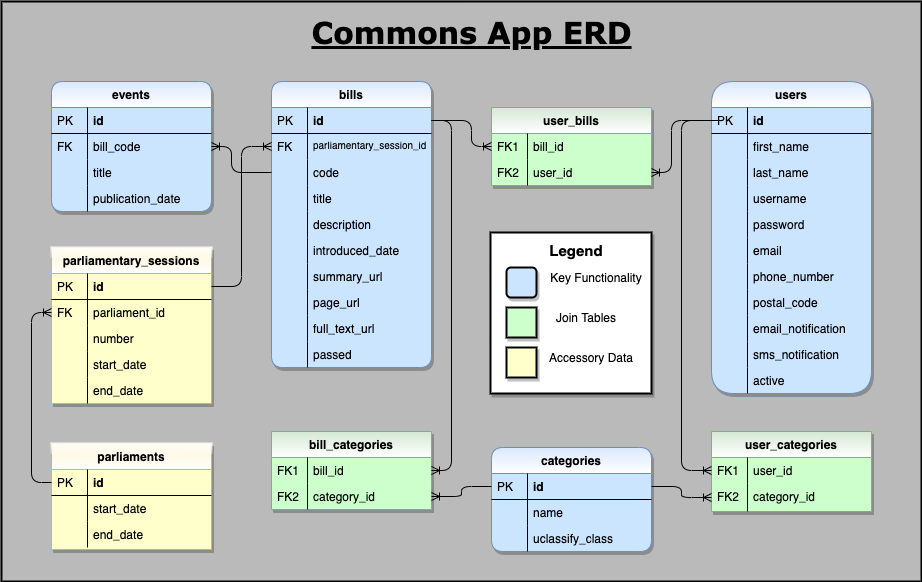 Commons App ERD
events
PK id
FK bill_code
title
publication_date
bills
PK id
FK parliamentary_session_id
code
title
description
introduced_date
summary_url
page_url
full_text_url
passed
user_bills
FK1 bill_id
FK2 user_id
users
PK id
first_name
last_name
username
password
email
phone_number
postal_code
email_notification
sms_notification
active
parliamentary_sessions
PK id
FK parliament_id
number
start_date
end_date
Legend
Key Functionality
Join Tables
Accessory Data
parliaments
PK id
start_date
end_date
bill_categories
FK1 bill_id
FK2 category_id
categories
PK id
name
uclassify_class
user_categories
FK1 user_id
FK2 category_id